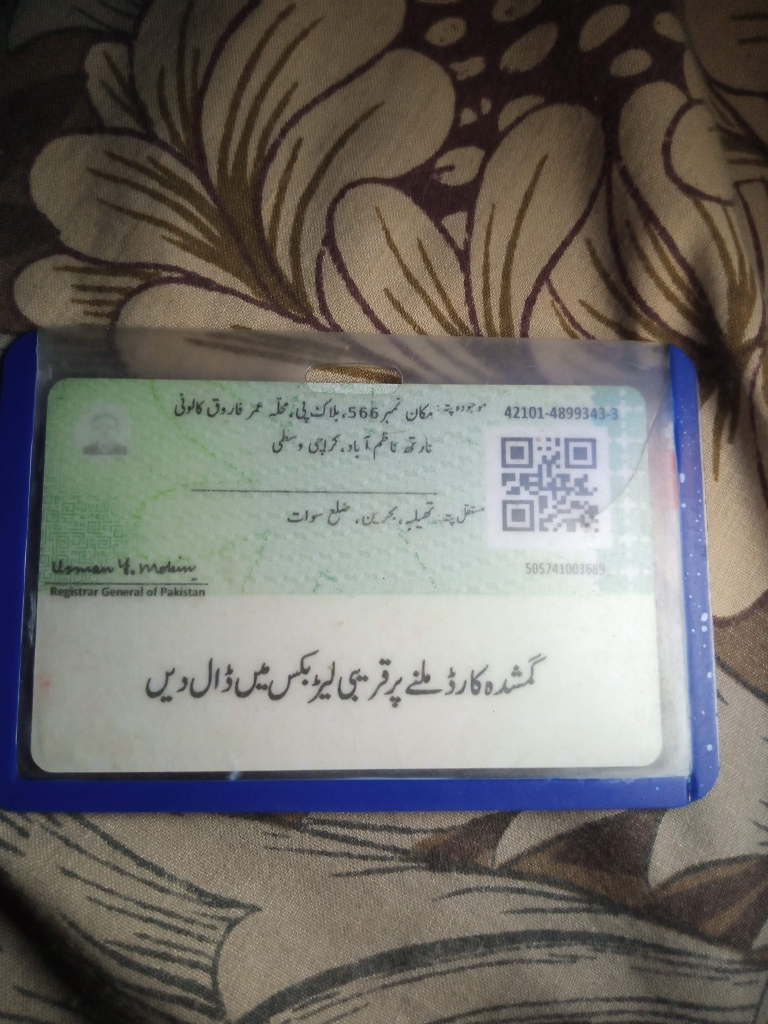 موجودہ پتہ: مکان نمبر 566، بلاک پی، محلّہ عمر فاروق کالونی
42101-4899343-3
نارتھ ناظم آباد، کراچی وسطی
مستقل پتہ: تھیلیہ، بحرین، ضلع سوات
505741003689
Usman Y. Mobin
Registrar General of Pakistan
گمشدہ کارڈ ملنے پر قریبی لیٹر بکس میں ڈال دیں